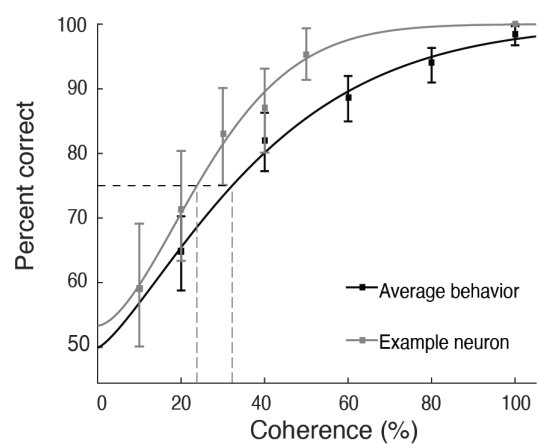 100
90
80
70
60
50
Percent correct
Average behavior
Example neuron
0 20 40 60 80 100
Coherence (%)